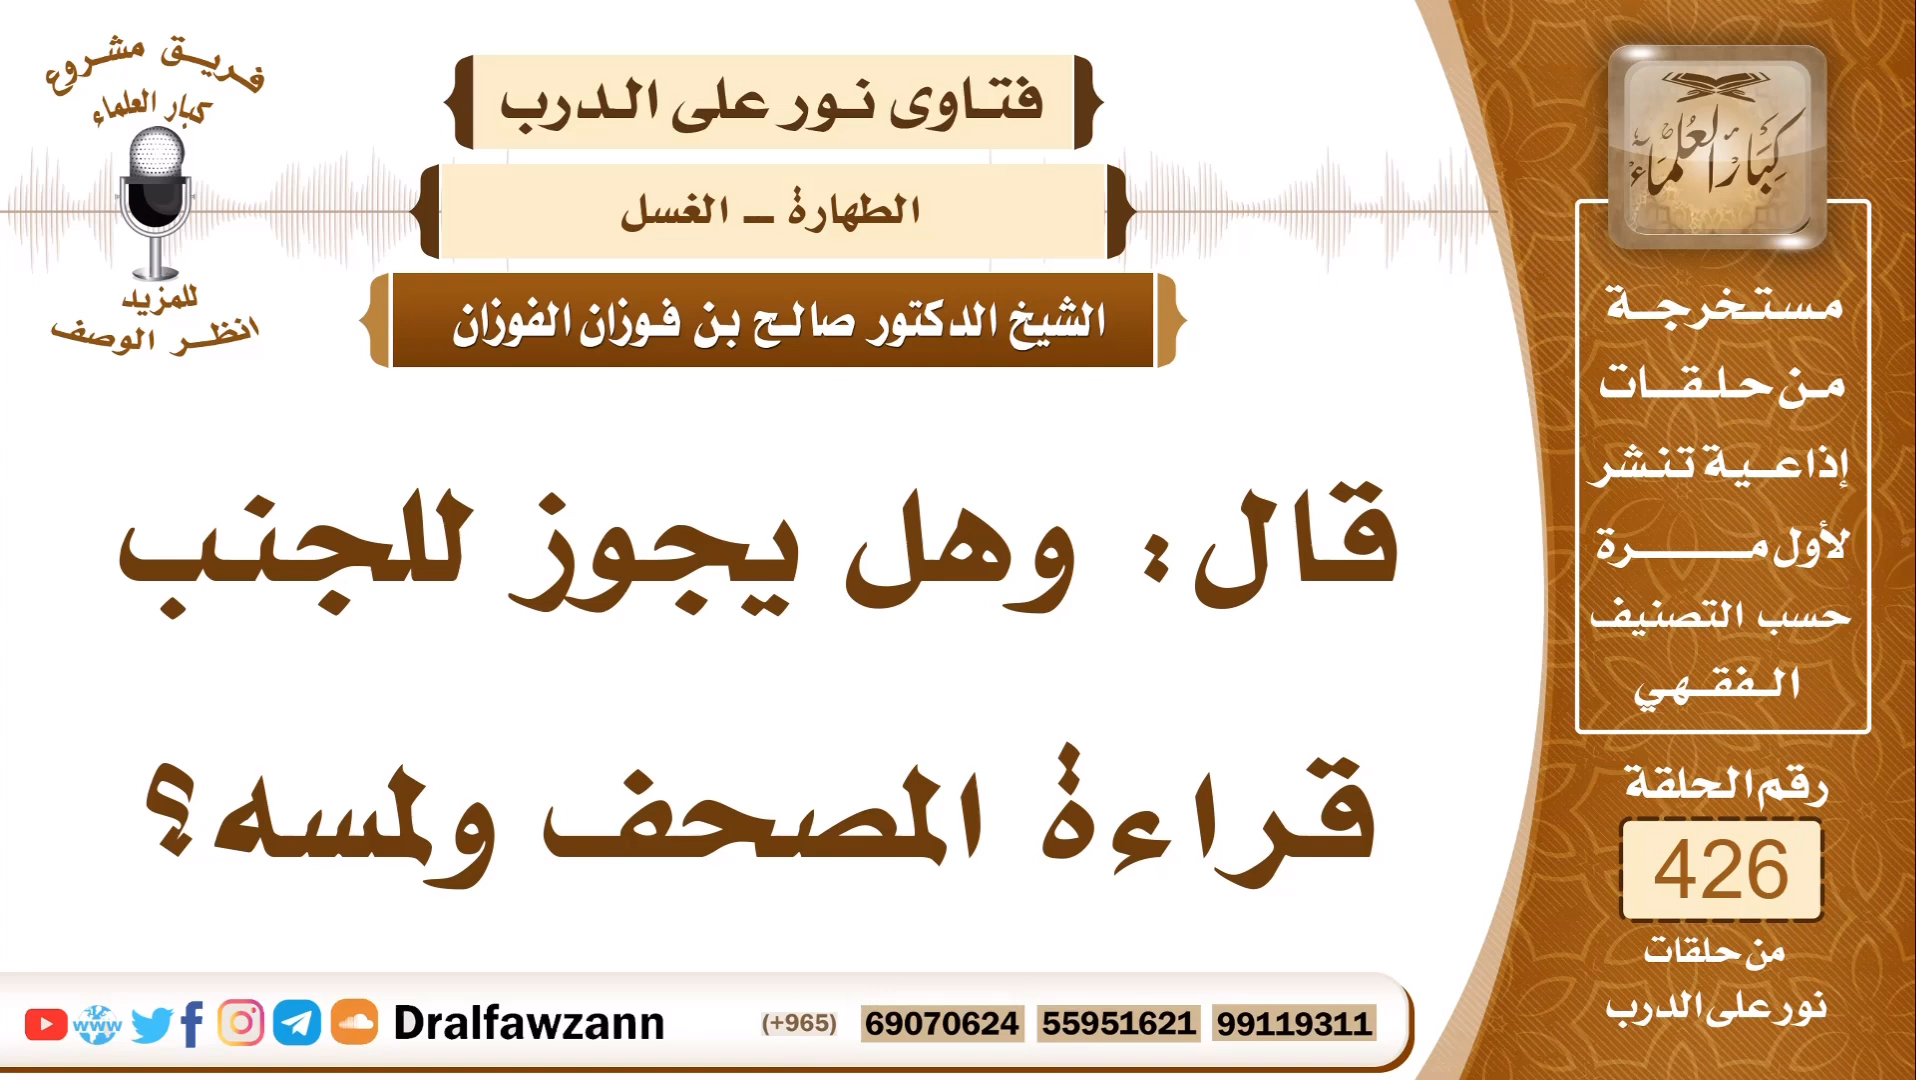 فريق مشروع
كبار العلماء
للمزيد
انظر الوصف
فتاوى نور على الدرب
الطهارة - الغسل
الشيخ الدكتور صالح بن فوزان الفوزان
قال: وهل يجوز للجنب
قراءة المصحف ولمسه؟
كبار العلماء
مستخرجة
من حلقات
إذاعية تنشر
لأول مرة
حسب التصنيف
الفقهي
رقم الحلقة
426
من حلقات
نور على الدرب
www
Dralfawzann
(+965) 69070624 55951621 99119311